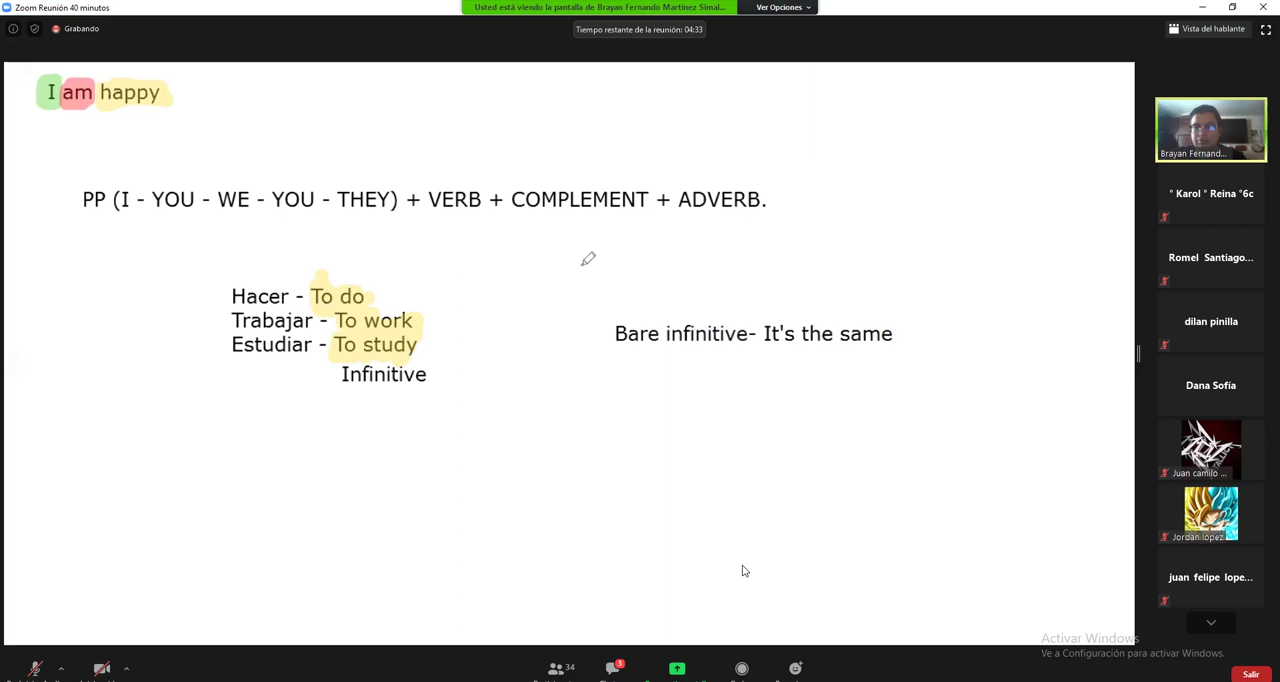 Zoom Reunión 40 minutos
Usted está viendo la pantalla de Brayan Fernando Martinez Simal...
Ver Opciones
Grabando
Tiempo restante de la reunión: 04:33
Vista del hablante
I am happy
PP (I - YOU - WE - YOU - THEY) + VERB + COMPLEMENT + ADVERB.
Hacer - To do
Trabajar - To work
Estudiar - To study
Infinitive
Bare infinitive- It's the same
Brayan Fernand...
° Karol ° Reina °6c
Romel Santiago...
dilan pinilla
Dana Sofía
Juan camilo ...
Jordan lopez
juan felipe lope...
Activar Windows
Ve a Configuración para activar Windows.
34
3
Salir